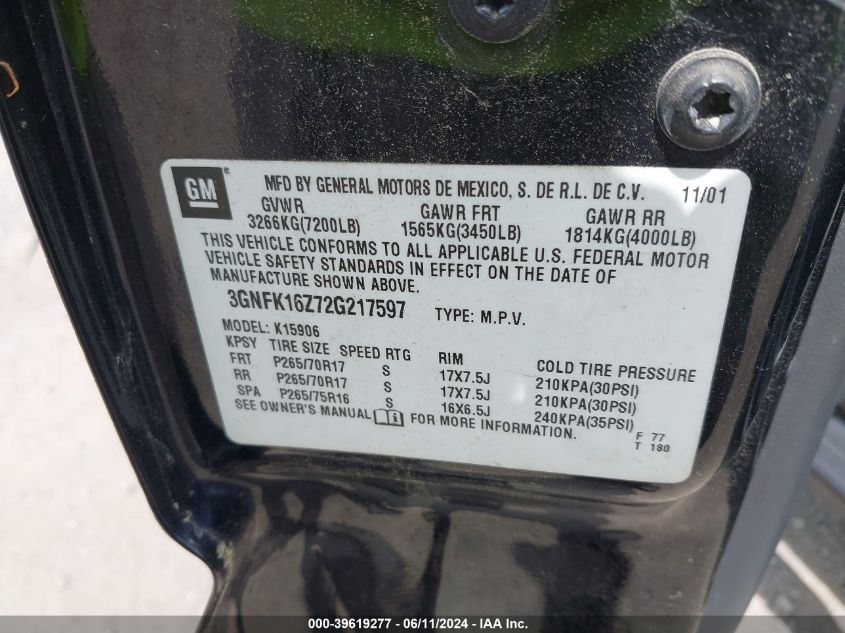 GM ® MFD BY GENERAL MOTORS DE MEXICO, S. DE R.L. DE C.V. 11/01
GVWR GAWR FRT GAWR RR
3266KG(7200LB) 1565KG(3450LB) 1814KG(4000LB)
THIS VEHICLE CONFORMS TO ALL APPLICABLE U.S. FEDERAL MOTOR
VEHICLE SAFETY STANDARDS IN EFFECT ON THE DATE OF
MANUFACTURE SHOWN ABOVE.
3GNFK16Z72G217597 TYPE: M.P.V.
MODEL: K15906
KPSY TIRE SIZE SPEED RTG RIM COLD TIRE PRESSURE
FRT P265/70R17 S 17X7.5J 210KPA(30PSI)
RR P265/70R17 S 17X7.5J 210KPA(30PSI)
SPA P265/75R16 S 16X6.5J 240KPA(35PSI)
SEE OWNER'S MANUAL FOR MORE INFORMATION.
F 77
T 180
000-39619277 - 06/11/2024 - IAAI.com